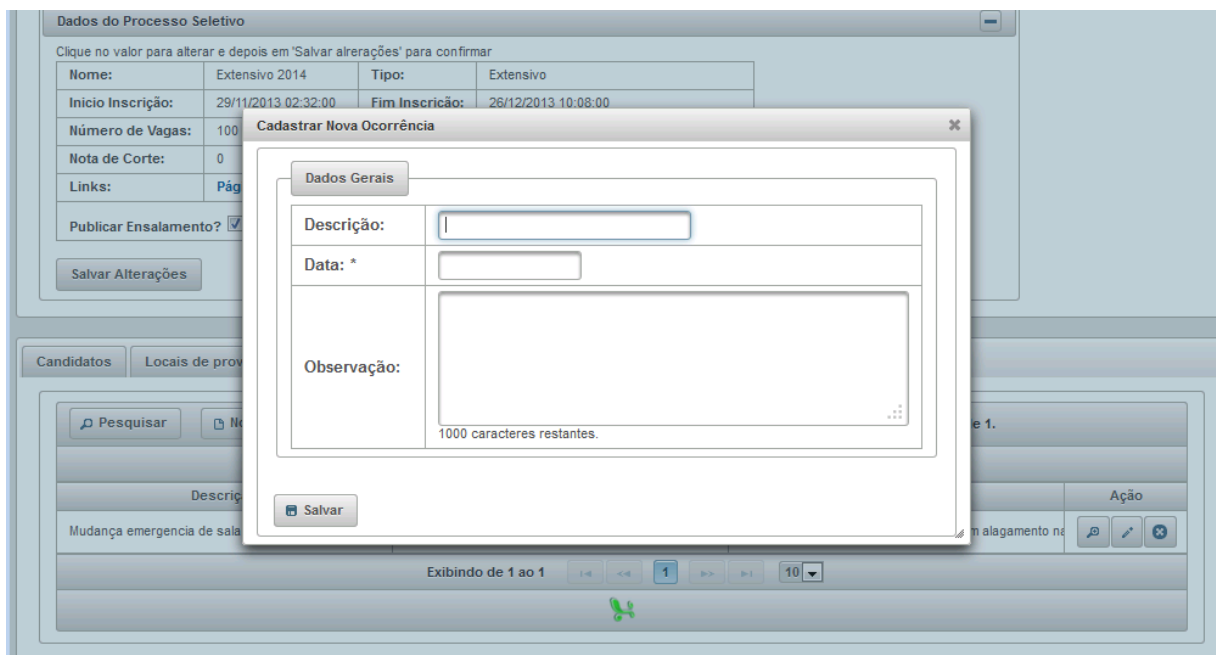 Dados do Processo Seletivo
Clique no valor para alterar e depois em 'Salvar alrerações' para confirmar
Nome: Extensivo 2014 Tipo: Extensivo
Inicio Inscrição: 29/11/2013 02:32:00 Fim Inscrição: 26/12/2013 10:08:00
Número de Vagas: 100
Nota de Corte: 0
Links:
Publicar Ensalamento?
Salvar Alterações
Cadastrar Nova Ocorrência
Dados Gerais
Descrição:
Data: *
Observação:
1000 caracteres restantes.
Salvar
Candidatos Locais de prov
Pesquisar e 1.
Ação
Mudança emergencia de sala alagamento
Exibindo de 1 ao 1 1 10